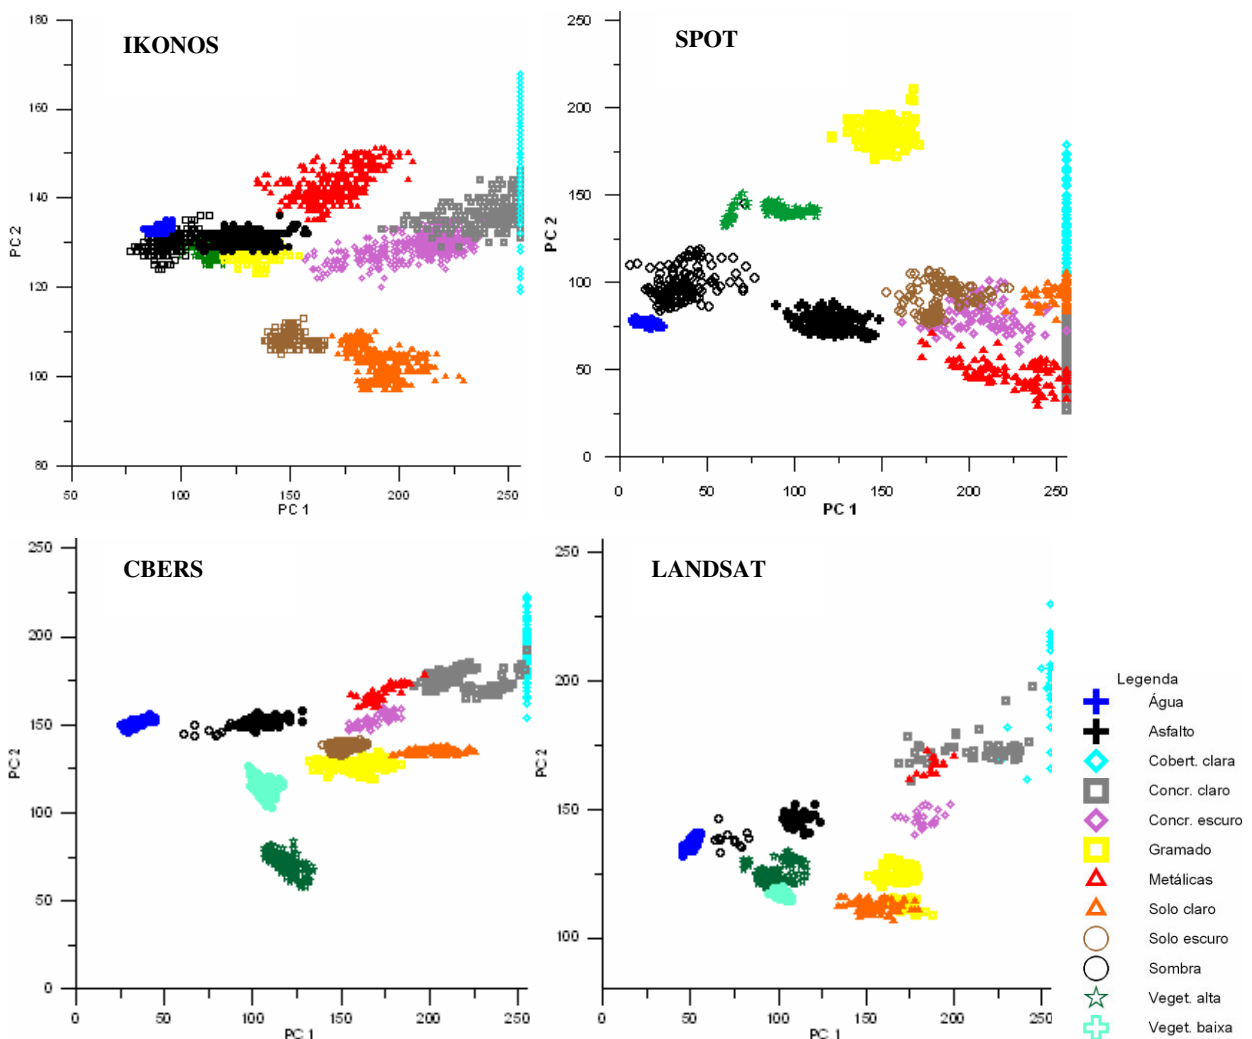 IKONOS
180
160
140
120
100
80
PC 2
50
100
150
200
250
PC 1
SPOT
250
200
150
100
50
0
PC 2
0
50
100
150
200
250
PC 1
CBERS
250
200
150
100
50
0
PC 2
0
50
100
150
200
250
PC 1
LANDSAT
250
200
150
100
PC 2
0
50
100
150
200
250
PC 1
Legenda
Água
Asfalto
Cobert. clara
Concr. claro
Concr. escuro
Gramado
Metálicas
Solo claro
Solo escuro
Sombra
Veget. alta
Veget. baixa